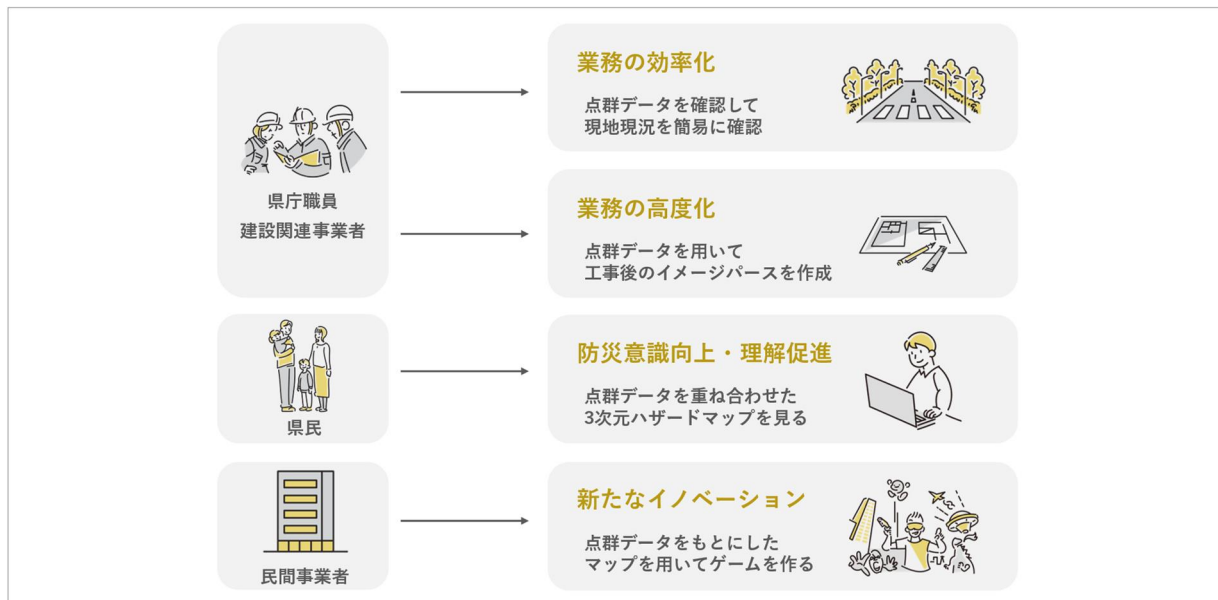 県庁職員
建設関連事業者
業務の効率化
点群データを確認して
現地現況を簡易に確認
業務の高度化
点群データを用いて
工事後のイメージパースを作成
県民
防災意識向上・理解促進
点群データを重ね合わせた
3次元ハザードマップを見る
民間事業者
新たなイノベーション
点群データをもとにした
マップを用いてゲームを作る